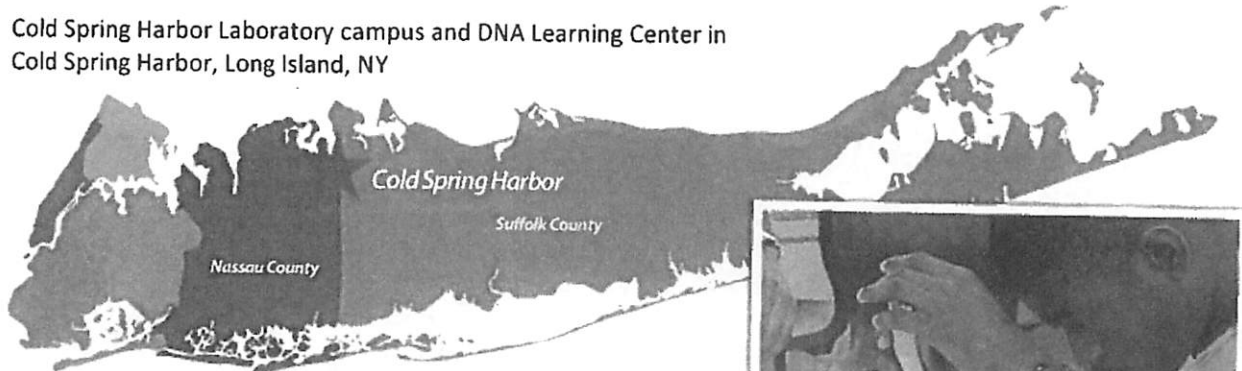 Cold Spring Harbor Laboratory campus and DNA Learning Center in
Cold Spring Harbor, Long Island, NY
Cold Spring Harbor
Suffolk County
Nassau County